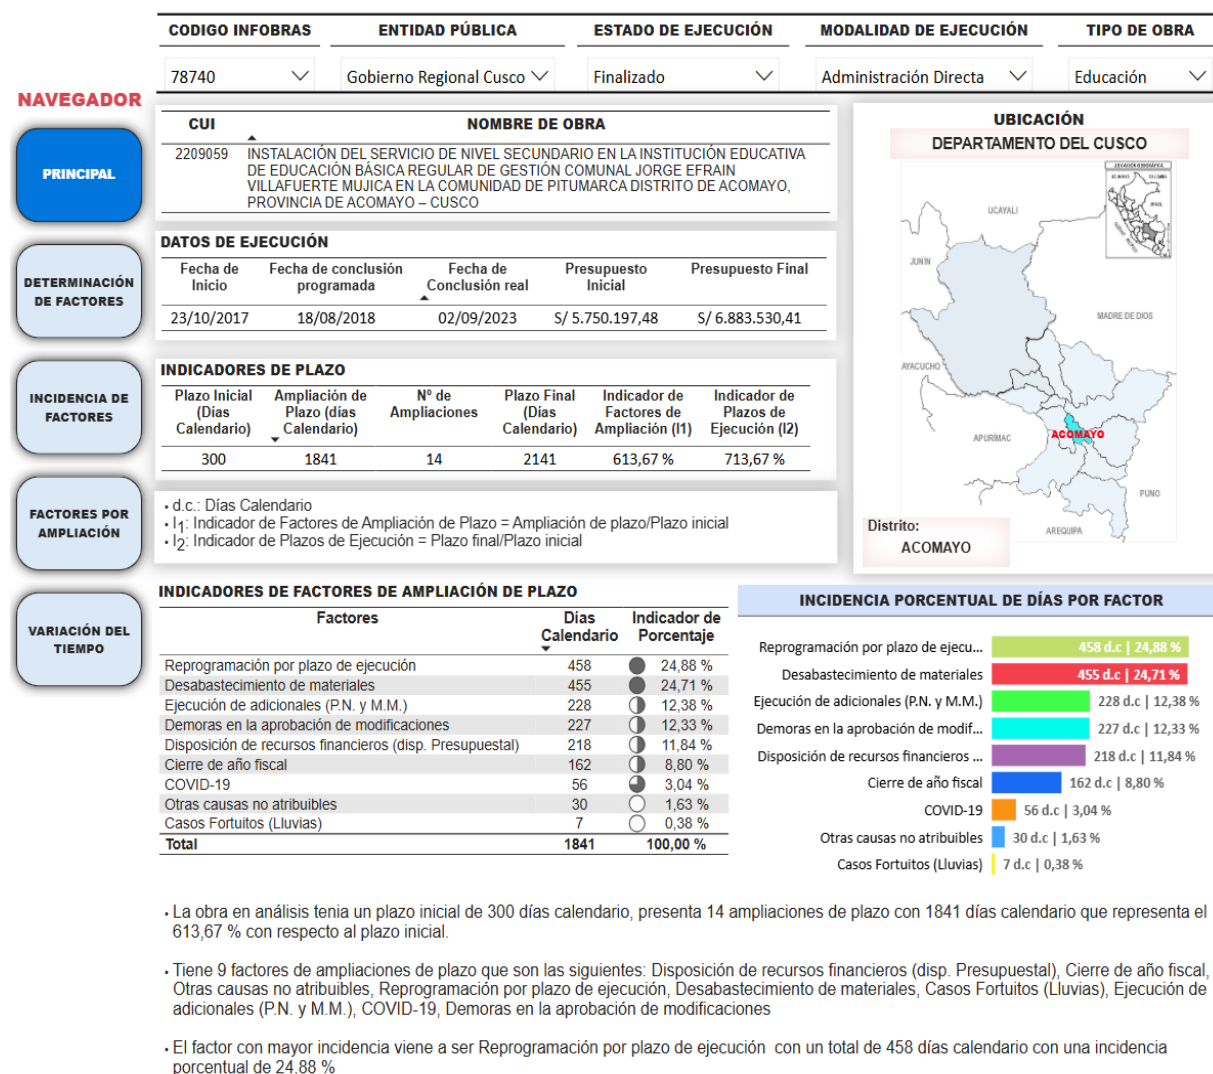 CODIGO INFOBRAS ENTIDAD PÚBLICA ESTADO DE EJECUCIÓN MODALIDAD DE EJECUCIÓN TIPO DE OBRA
78740 Gobierno Regional Cusco Finalizado Administración Directa Educación
NAVEGADOR
PRINCIPAL
DETERMINACIÓN
DE FACTORES
INCIDENCIA DE
FACTORES
FACTORES POR
AMPLIACIÓN
VARIACIÓN DEL
TIEMPO
CUI NOMBRE DE OBRA
2209059 INSTALACIÓN DEL SERVICIO DE NIVEL SECUNDARIO EN LA INSTITUCIÓN EDUCATIVA
DE EDUCACIÓN BÁSICA REGULAR DE GESTIÓN COMUNAL JORGE EFRAIN
VILLAFUERTE MUJICA EN LA COMUNIDAD DE PITUMARCA DISTRITO DE ACOMAYO,
PROVINCIA DE ACOMAYO – CUSCO
DATOS DE EJECUCIÓN
Fecha de Fecha de conclusión Fecha de Presupuesto Presupuesto Final
Inicio programada Conclusión real Inicial
23/10/2017 18/08/2018 02/09/2023 S/ 5.750.197,48 S/ 6.883.530,41
INDICADORES DE PLAZO
Plazo Inicial Ampliación de Nº de Plazo Final Indicador de Indicador de
(Días Plazo (días Ampliaciones (Días Factores de Plazos de
Calendario) Calendario) Calendario) Ampliación (I1) Ejecución (I2)
300 1841 14 2141 613,67 % 713,67 %
• d.c.: Días Calendario
• I1: Indicador de Factores de Ampliación de Plazo = Ampliación de plazo/Plazo inicial
• I2: Indicador de Plazos de Ejecución = Plazo final/Plazo inicial
UBICACIÓN
DEPARTAMENTO DEL CUSCO
UCAYALI
JUNÍN
MADRE DE DIOS
AYACUCHO
APURÍMAC
ACOMAYO
PUNO
AREQUIPA
Distrito:
ACOMAYO
INDICADORES DE FACTORES DE AMPLIACIÓN DE PLAZO
Factores Días Indicador de
Calendario Porcentaje
Reprogramación por plazo de ejecución 458 24,88 %
Desabastecimiento de materiales 455 24,71 %
Ejecución de adicionales (P.N. y M.M.) 228 12,38 %
Demoras en la aprobación de modificaciones 227 12,33 %
Disposición de recursos financieros (disp. Presupuestal) 218 11,84 %
Cierre de año fiscal 162 8,80 %
COVID-19 56 3,04 %
Otras causas no atribuibles 30 1,63 %
Casos Fortuitos (Lluvias) 7 0,38 %
Total 1841 100,00 %
INCIDENCIA PORCENTUAL DE DÍAS POR FACTOR
Reprogramación por plazo de ejecu... 458 d.c | 24,88 %
Desabastecimiento de materiales 455 d.c | 24,71 %
Ejecución de adicionales (P.N. y M.M.) 228 d.c | 12,38 %
Demoras en la aprobación de modif... 227 d.c | 12,33 %
Disposición de recursos financieros ... 218 d.c | 11,84 %
Cierre de año fiscal 162 d.c | 8,80 %
COVID-19 56 d.c | 3,04 %
Otras causas no atribuibles 30 d.c | 1,63 %
Casos Fortuitos (Lluvias) 7 d.c | 0,38 %
• La obra en análisis tenia un plazo inicial de 300 días calendario, presenta 14 ampliaciones de plazo con 1841 días calendario que representa el
613,67 % con respecto al plazo inicial.
• Tiene 9 factores de ampliaciones de plazo que son las siguientes: Disposición de recursos financieros (disp. Presupuestal), Cierre de año fiscal,
Otras causas no atribuibles, Reprogramación por plazo de ejecución, Desabastecimiento de materiales, Casos Fortuitos (Lluvias), Ejecución de
adicionales (P.N. y M.M.), COVID-19, Demoras en la aprobación de modificaciones
• El factor con mayor incidencia viene a ser Reprogramación por plazo de ejecución con un total de 458 días calendario con una incidencia
porcentual de 24.88 %